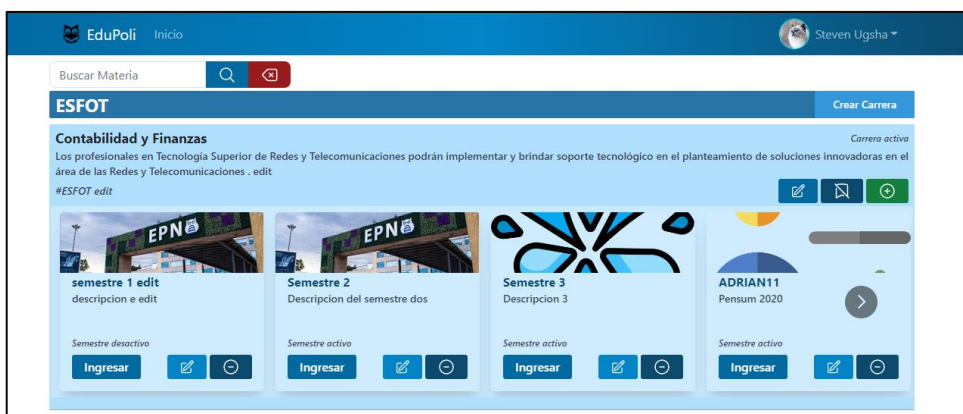 EduPoli Inicio Steven Ugsha
Buscar Materia
ESFOT Crear Carrera
Contabilidad y Finanzas Carrera activa
Los profesionales en Tecnología Superior de Redes y Telecomunicaciones podrán implementar y brindar soporte tecnológico en el planteamiento de soluciones innovadoras en el
área de las Redes y Telecomunicaciones . edit
#ESFOT edit
EPN EPN
semestre 1 edit Semestre 2 Semestre 3 ADRIAN11
descripcion e edit Descripcion del semestre dos Descripcion 3 Pensum 2020
Semestre desactivo Semestre activo Semestre activo Semestre activo
Ingresar Ingresar Ingresar Ingresar